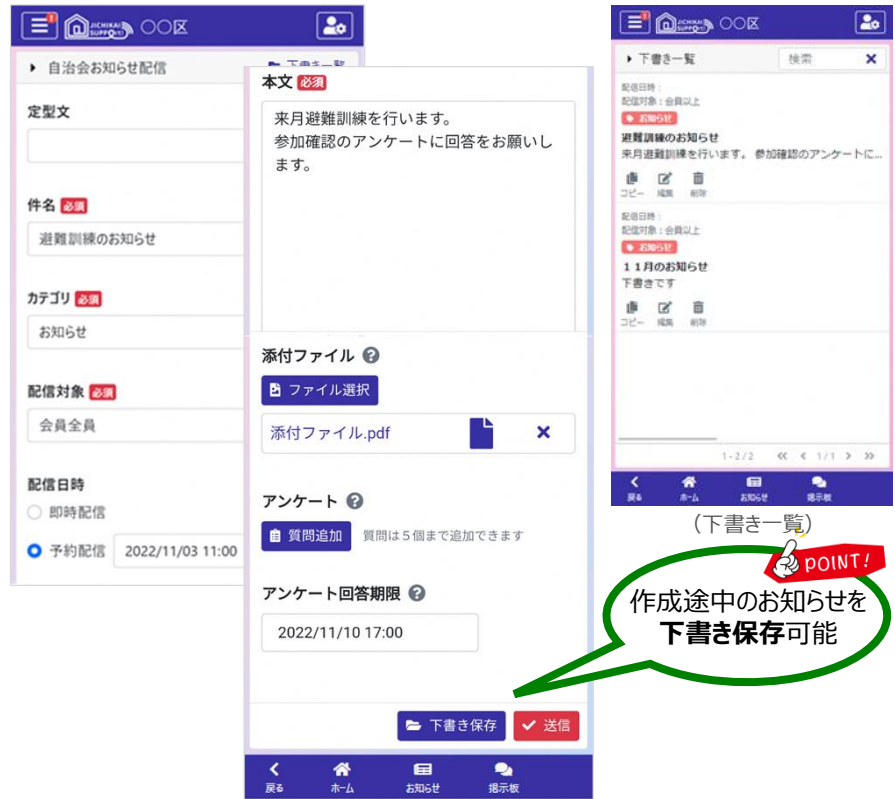 JICHIKAI SUPPORT! 〇〇区
自治会お知らせ配信
下書き一覧
定型文
件名 必須
避難訓練のお知らせ
カテゴリ 必須
お知らせ
配信対象 必須
会員全員
配信日時
即時配信
予約配信 2022/11/03 11:00
本文 必須
来月避難訓練を行います。
参加確認のアンケートに回答をお願いし
ます。
添付ファイル ?
ファイル選択
添付ファイル.pdf
アンケート ?
質問追加 質問は5個まで追加できます
アンケート回答期限 ?
2022/11/10 17:00
下書き保存 送信
戻る ホーム お知らせ 掲示板
JICHIKAI SUPPORT! 〇〇区
下書き一覧 検索
配信日時:
配信対象:会員以上
お知らせ
避難訓練のお知らせ
来月避難訓練を行います。 参加確認のアンケートに...
コピー 編集 削除
配信日時:
配信対象:会員以上
お知らせ
11月のお知らせ
下書きです
コピー 編集 削除
1-2/2 1/1
戻る ホーム お知らせ 掲示板
(下書き一覧)
POINT!
作成途中のお知らせを
下書き保存可能